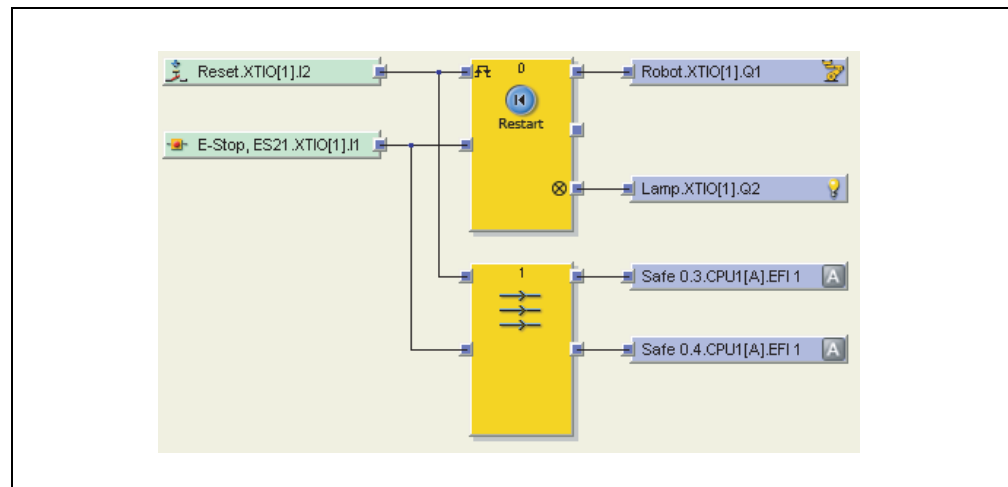 Reset.XTIO[1].I2
0
Robot.XTIO[1].Q1
Restart
E-Stop, ES21.XTIO[1].I1
Lamp.XTIO[1].Q2
1
Safe 0.3.CPU1[A].EFI 1 A
Safe 0.4.CPU1[A].EFI 1 A